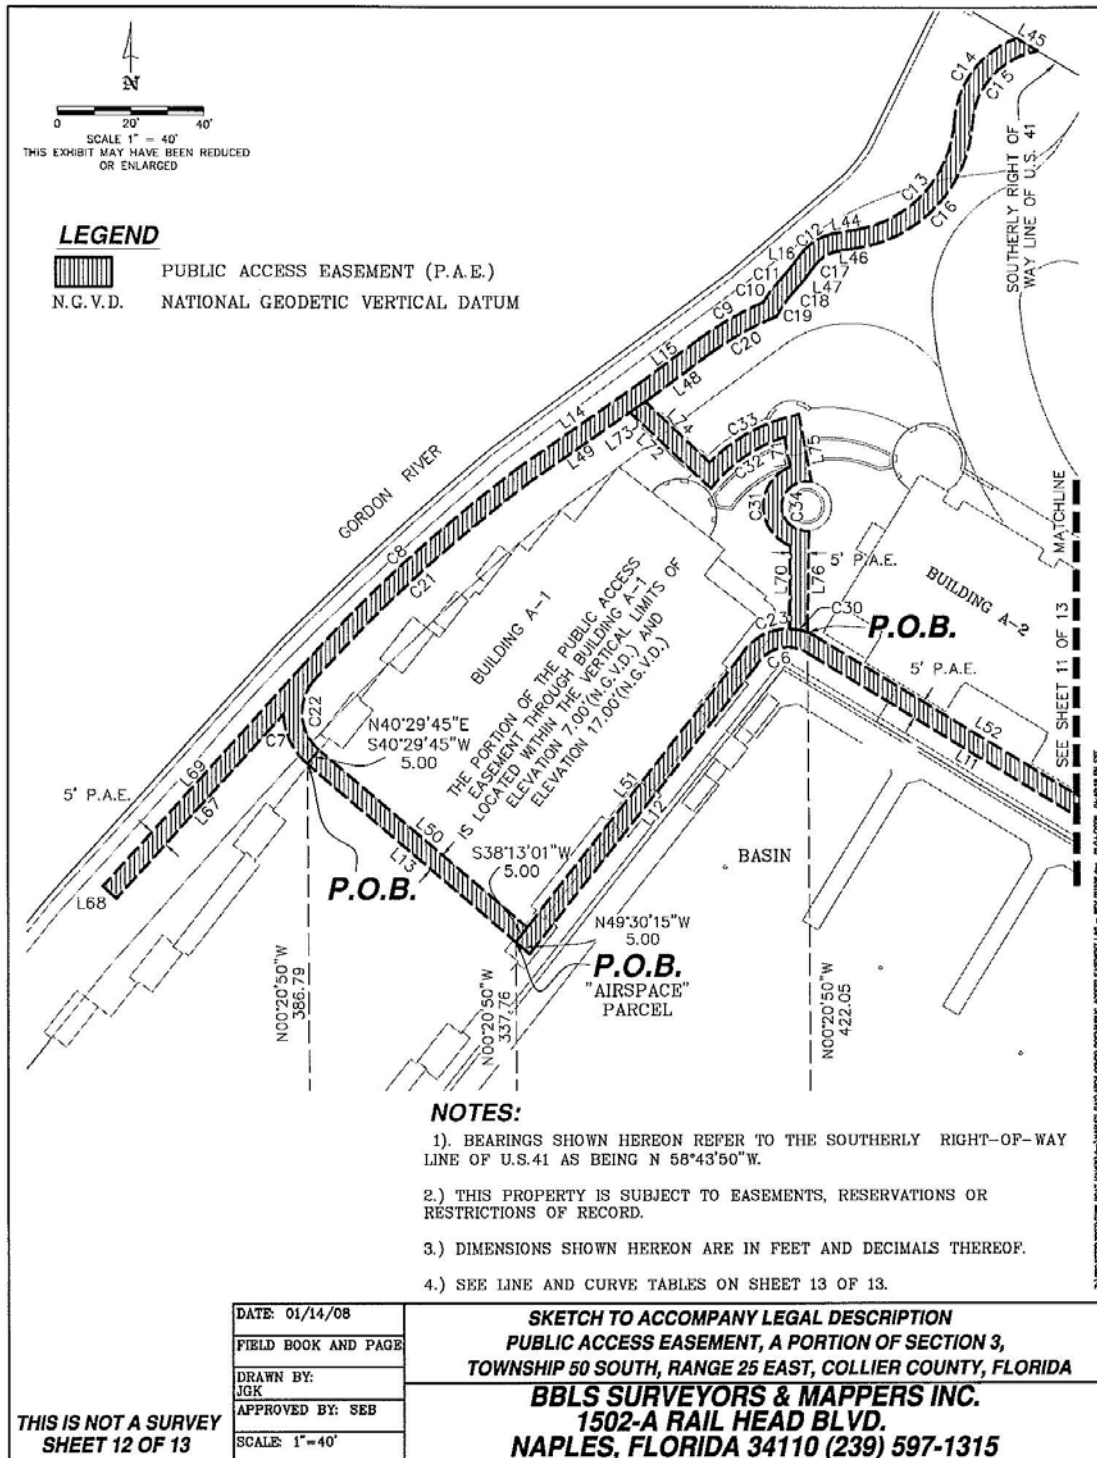 N
0 20' 40'
SCALE 1" = 40'
THIS EXHIBIT MAY HAVE BEEN REDUCED
OR ENLARGED
LEGEND
PUBLIC ACCESS EASEMENT (P.A.E.)
N.G.V.D. NATIONAL GEODETIC VERTICAL DATUM
L45
C14
C15
SOUTHERLY RIGHT OF
WAY LINE OF U.S. 41
C13
C16
C12
L44
L16
L46
C17
C11
L47
C10
C18
C19
C9
C20
L15
L48
L14
L49
L73
L72
L74
C33
C32
71
L75
C31
C34
GORDON RIVER
MATCHLINE
SEE SHEET 11 OF 13
C8
C21
L70
L76
5' P.A.E.
BUILDING A-1
BUILDING A-2
THE PORTION OF THE PUBLIC ACCESS
EASEMENT THROUGH BUILDING A-1
IS LOCATED WITHIN THE VERTICAL LIMITS OF
ELEVATION 7.00'(N.G.V.D.) AND
ELEVATION 17.00'(N.G.V.D.)
C23
C30
P.O.B.
C6
5' P.A.E.
L52
L11
C22
C7
N40°29'45"E
S40°29'45"W
5.00
L69
5' P.A.E.
L67
L68
L51
L12
L50
L13
S38°13'01"W
5.00
BASIN
P.O.B.
N49°30'15"W
5.00
P.O.B.
"AIRSPACE"
PARCEL
N00°20'50"W
386.79
N00°20'50"W
337.76
N00°20'50"W
422.05
NOTES:
1). BEARINGS SHOWN HEREON REFER TO THE SOUTHERLY RIGHT-OF-WAY
LINE OF U.S.41 AS BEING N 58°43'50"W.
2.) THIS PROPERTY IS SUBJECT TO EASEMENTS, RESERVATIONS OR
RESTRICTIONS OF RECORD.
3.) DIMENSIONS SHOWN HEREON ARE IN FEET AND DECIMALS THEREOF.
4.) SEE LINE AND CURVE TABLES ON SHEET 13 OF 13.
THIS IS NOT A SURVEY
SHEET 12 OF 13
DATE: 01/14/08
FIELD BOOK AND PAGE
DRAWN BY:
JGK
APPROVED BY: SEB
SCALE: 1"=40'
SKETCH TO ACCOMPANY LEGAL DESCRIPTION
PUBLIC ACCESS EASEMENT, A PORTION OF SECTION 3,
TOWNSHIP 50 SOUTH, RANGE 25 EAST, COLLIER COUNTY, FLORIDA
BBLS SURVEYORS & MAPPERS INC.
1502-A RAIL HEAD BLVD.
NAPLES, FLORIDA 34110 (239) 597-1315